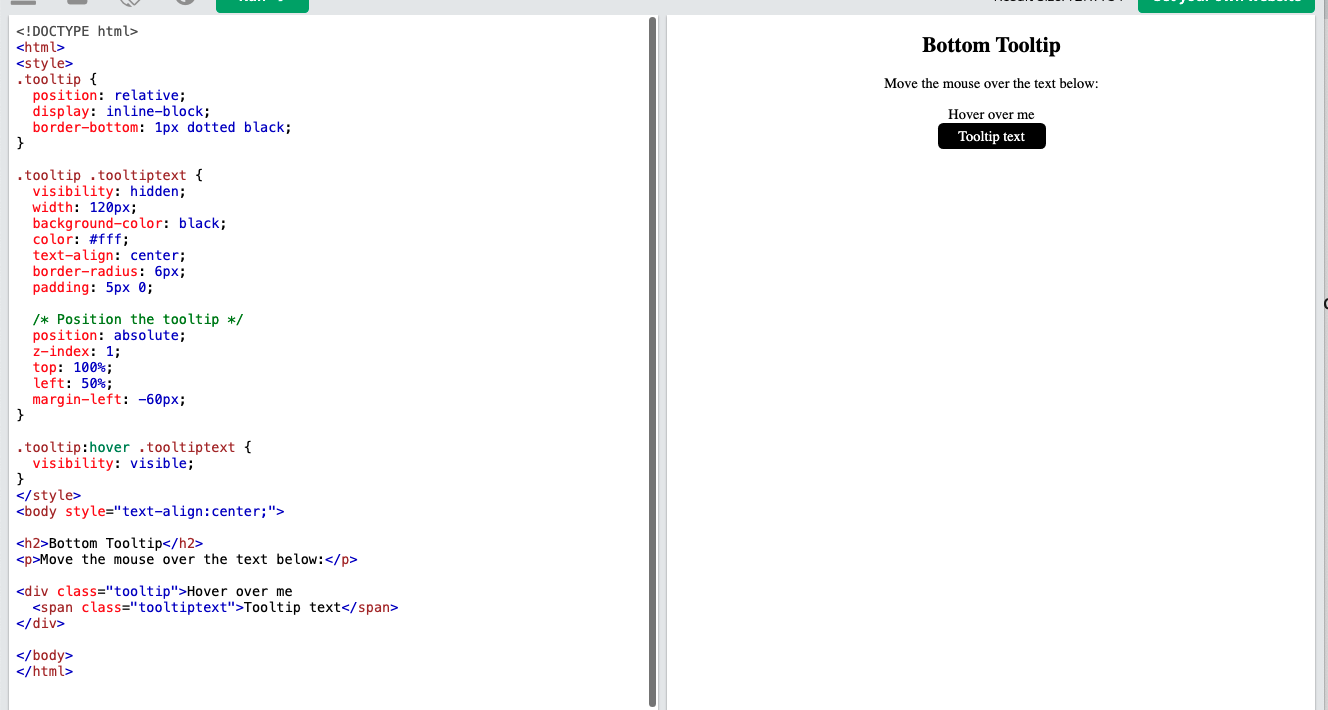 <!DOCTYPE html>
<html>
<style>
.tooltip {
  position: relative;
  display: inline-block;
  border-bottom: 1px dotted black;
}

.tooltip .tooltiptext {
  visibility: hidden;
  width: 120px;
  background-color: black;
  color: #fff;
  text-align: center;
  border-radius: 6px;
  padding: 5px 0;

  /* Position the tooltip */
  position: absolute;
  z-index: 1;
  top: 100%;
  left: 50%;
  margin-left: -60px;
}

.tooltip:hover .tooltiptext {
  visibility: visible;
}
</style>
<body style="text-align:center;">

<h2>Bottom Tooltip</h2>
<p>Move the mouse over the text below:</p>

<div class="tooltip">Hover over me
  <span class="tooltiptext">Tooltip text</span>
</div>

</body>
</html>
Bottom Tooltip
Move the mouse over the text below:
Hover over me
Tooltip text